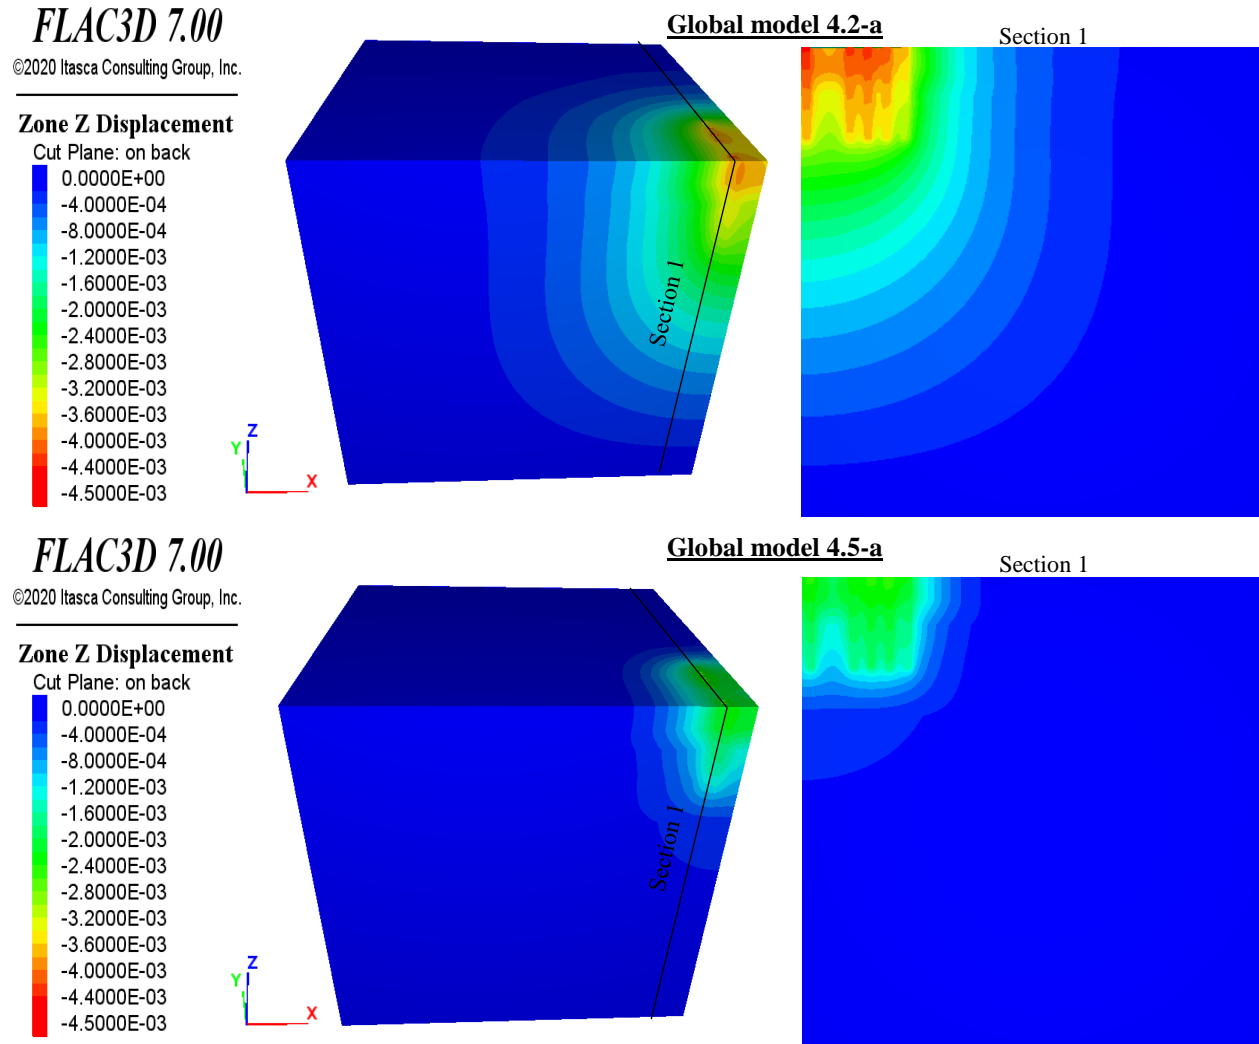 FLAC3D 7.00
©2020 Itasca Consulting Group, Inc.
Zone Z Displacement
Cut Plane: on back
0.0000E+00
-4.0000E-04
-8.0000E-04
-1.2000E-03
-1.6000E-03
-2.0000E-03
-2.4000E-03
-2.8000E-03
-3.2000E-03
-3.6000E-03
-4.0000E-03
-4.4000E-03
-4.5000E-03
Z
Y
X
Global model 4.2-a
Section 1
Section 1
FLAC3D 7.00
©2020 Itasca Consulting Group, Inc.
Zone Z Displacement
Cut Plane: on back
0.0000E+00
-4.0000E-04
-8.0000E-04
-1.2000E-03
-1.6000E-03
-2.0000E-03
-2.4000E-03
-2.8000E-03
-3.2000E-03
-3.6000E-03
-4.0000E-03
-4.4000E-03
-4.5000E-03
Z
Y
X
Global model 4.5-a
Section 1
Section 1